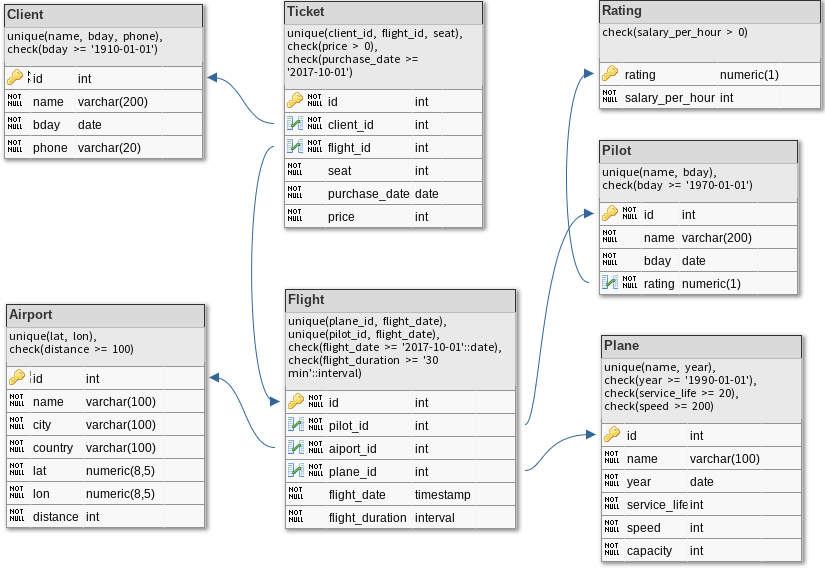 Client
unique(name, bday, phone),
check(bday >= '1910-01-01')
id int
NOT NULL name varchar(200)
NOT NULL bday date
NOT NULL phone varchar(20)
Ticket
unique(client_id, flight_id, seat),
check(price > 0),
check(purchase_date >=
'2017-10-01')
NOT NULL id int
NOT NULL client_id int
NOT NULL flight_id int
NOT NULL seat int
NOT NULL purchase_date date
NOT NULL price int
Rating
check(salary_per_hour > 0)
NOT NULL rating numeric(1)
NOT NULL salary_per_hour int
Pilot
unique(name, bday),
check(bday >= '1970-01-01')
NOT NULL id int
NOT NULL name varchar(200)
NOT NULL bday date
NOT NULL rating numeric(1)
Airport
unique(lat, lon),
check(distance >= 100)
id int
NOT NULL name varchar(100)
NOT NULL city varchar(100)
NOT NULL country varchar(100)
NOT NULL lat numeric(8,5)
NOT NULL lon numeric(8,5)
NOT NULL distance int
Flight
unique(plane_id, flight_date),
unique(pilot_id, flight_date),
check(flight_date >= '2017-10-01'::date),
check(flight_duration >= '30
min'::interval)
NOT NULL id int
NOT NULL pilot_id int
NOT NULL aiport_id int
NOT NULL plane_id int
NOT NULL flight_date timestamp
NOT NULL flight_duration interval
Plane
unique(name, year),
check(year >= '1990-01-01'),
check(service_life >= 20),
check(speed >= 200)
id int
NOT NULL name varchar(100)
NOT NULL year date
NOT NULL service_life int
NOT NULL speed int
NOT NULL capacity int